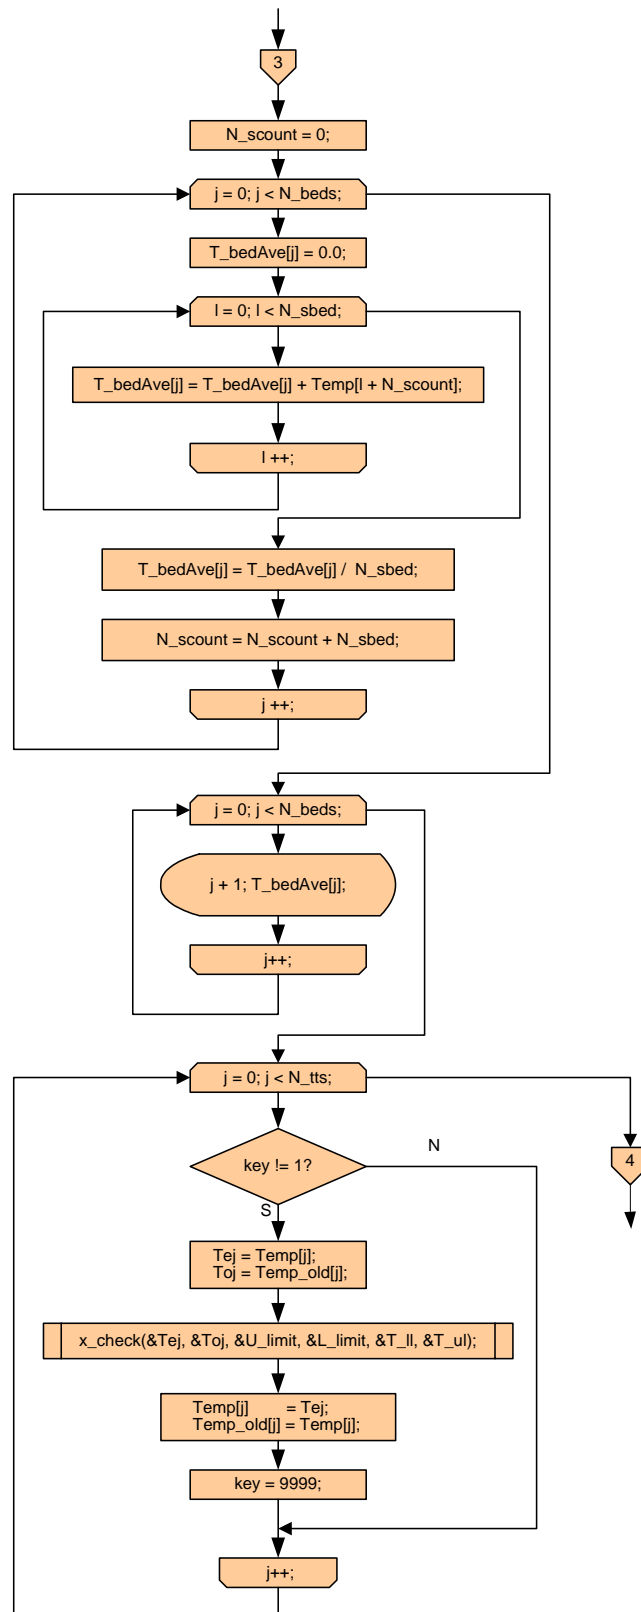 3
N_scount = 0;
j = 0; j < N_beds;
T_bedAve[j] = 0.0;
l = 0; l < N_sbed;
T_bedAve[j] = T_bedAve[j] + Temp[l + N_scount];
l ++;
T_bedAve[j] = T_bedAve[j] / N_sbed;
N_scount = N_scount + N_sbed;
j ++;
j = 0; j < N_beds;
j + 1; T_bedAve[j];
j++;
j = 0; j < N_tts;
key != 1?
N
4
S
Tej = Temp[j];
Toj = Temp_old[j];
x_check(&Tej, &Toj, &U_limit, &L_limit, &T_ll, &T_ul);
Temp[j] = Tej;
Temp_old[j] = Temp[j];
key = 9999;
j++;